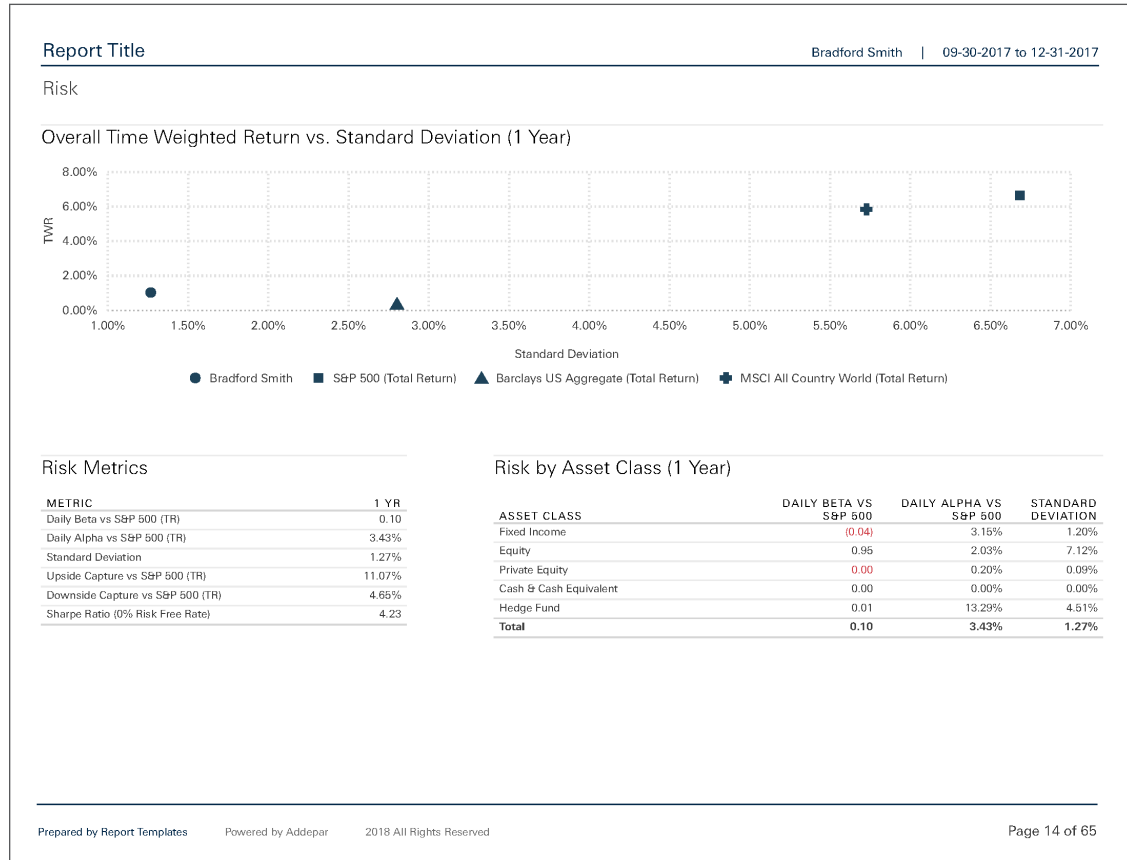 Report Title
Bradford Smith | 09-30-2017 to 12-31-2017
Risk
Overall Time Weighted Return vs. Standard Deviation (1 Year)
TWR
8.00%
6.00%
4.00%
2.00%
0.00%
1.00% 1.50% 2.00% 2.50% 3.00% 3.50% 4.00% 4.50% 5.00% 5.50% 6.00% 6.50% 7.00%
Standard Deviation
Bradford Smith S&P 500 (Total Return) Barclays US Aggregate (Total Return) MSCI All Country World (Total Return)
Risk Metrics
METRIC 1 YR
Daily Beta vs S&P 500 (TR) 0.10
Daily Alpha vs S&P 500 (TR) 3.43%
Standard Deviation 1.27%
Upside Capture vs S&P 500 (TR) 11.07%
Downside Capture vs S&P 500 (TR) 4.65%
Sharpe Ratio (0% Risk Free Rate) 4.23
Risk by Asset Class (1 Year)
DAILY BETA VS DAILY ALPHA VS STANDARD
ASSET CLASS S&P 500 S&P 500 DEVIATION
Fixed Income (0.04) 3.15% 1.20%
Equity 0.95 2.03% 7.12%
Private Equity 0.00 0.20% 0.09%
Cash & Cash Equivalent 0.00 0.00% 0.00%
Hedge Fund 0.01 13.29% 4.51%
Total 0.10 3.43% 1.27%
Prepared by Report Templates Powered by Addepar 2018 All Rights Reserved Page 14 of 65